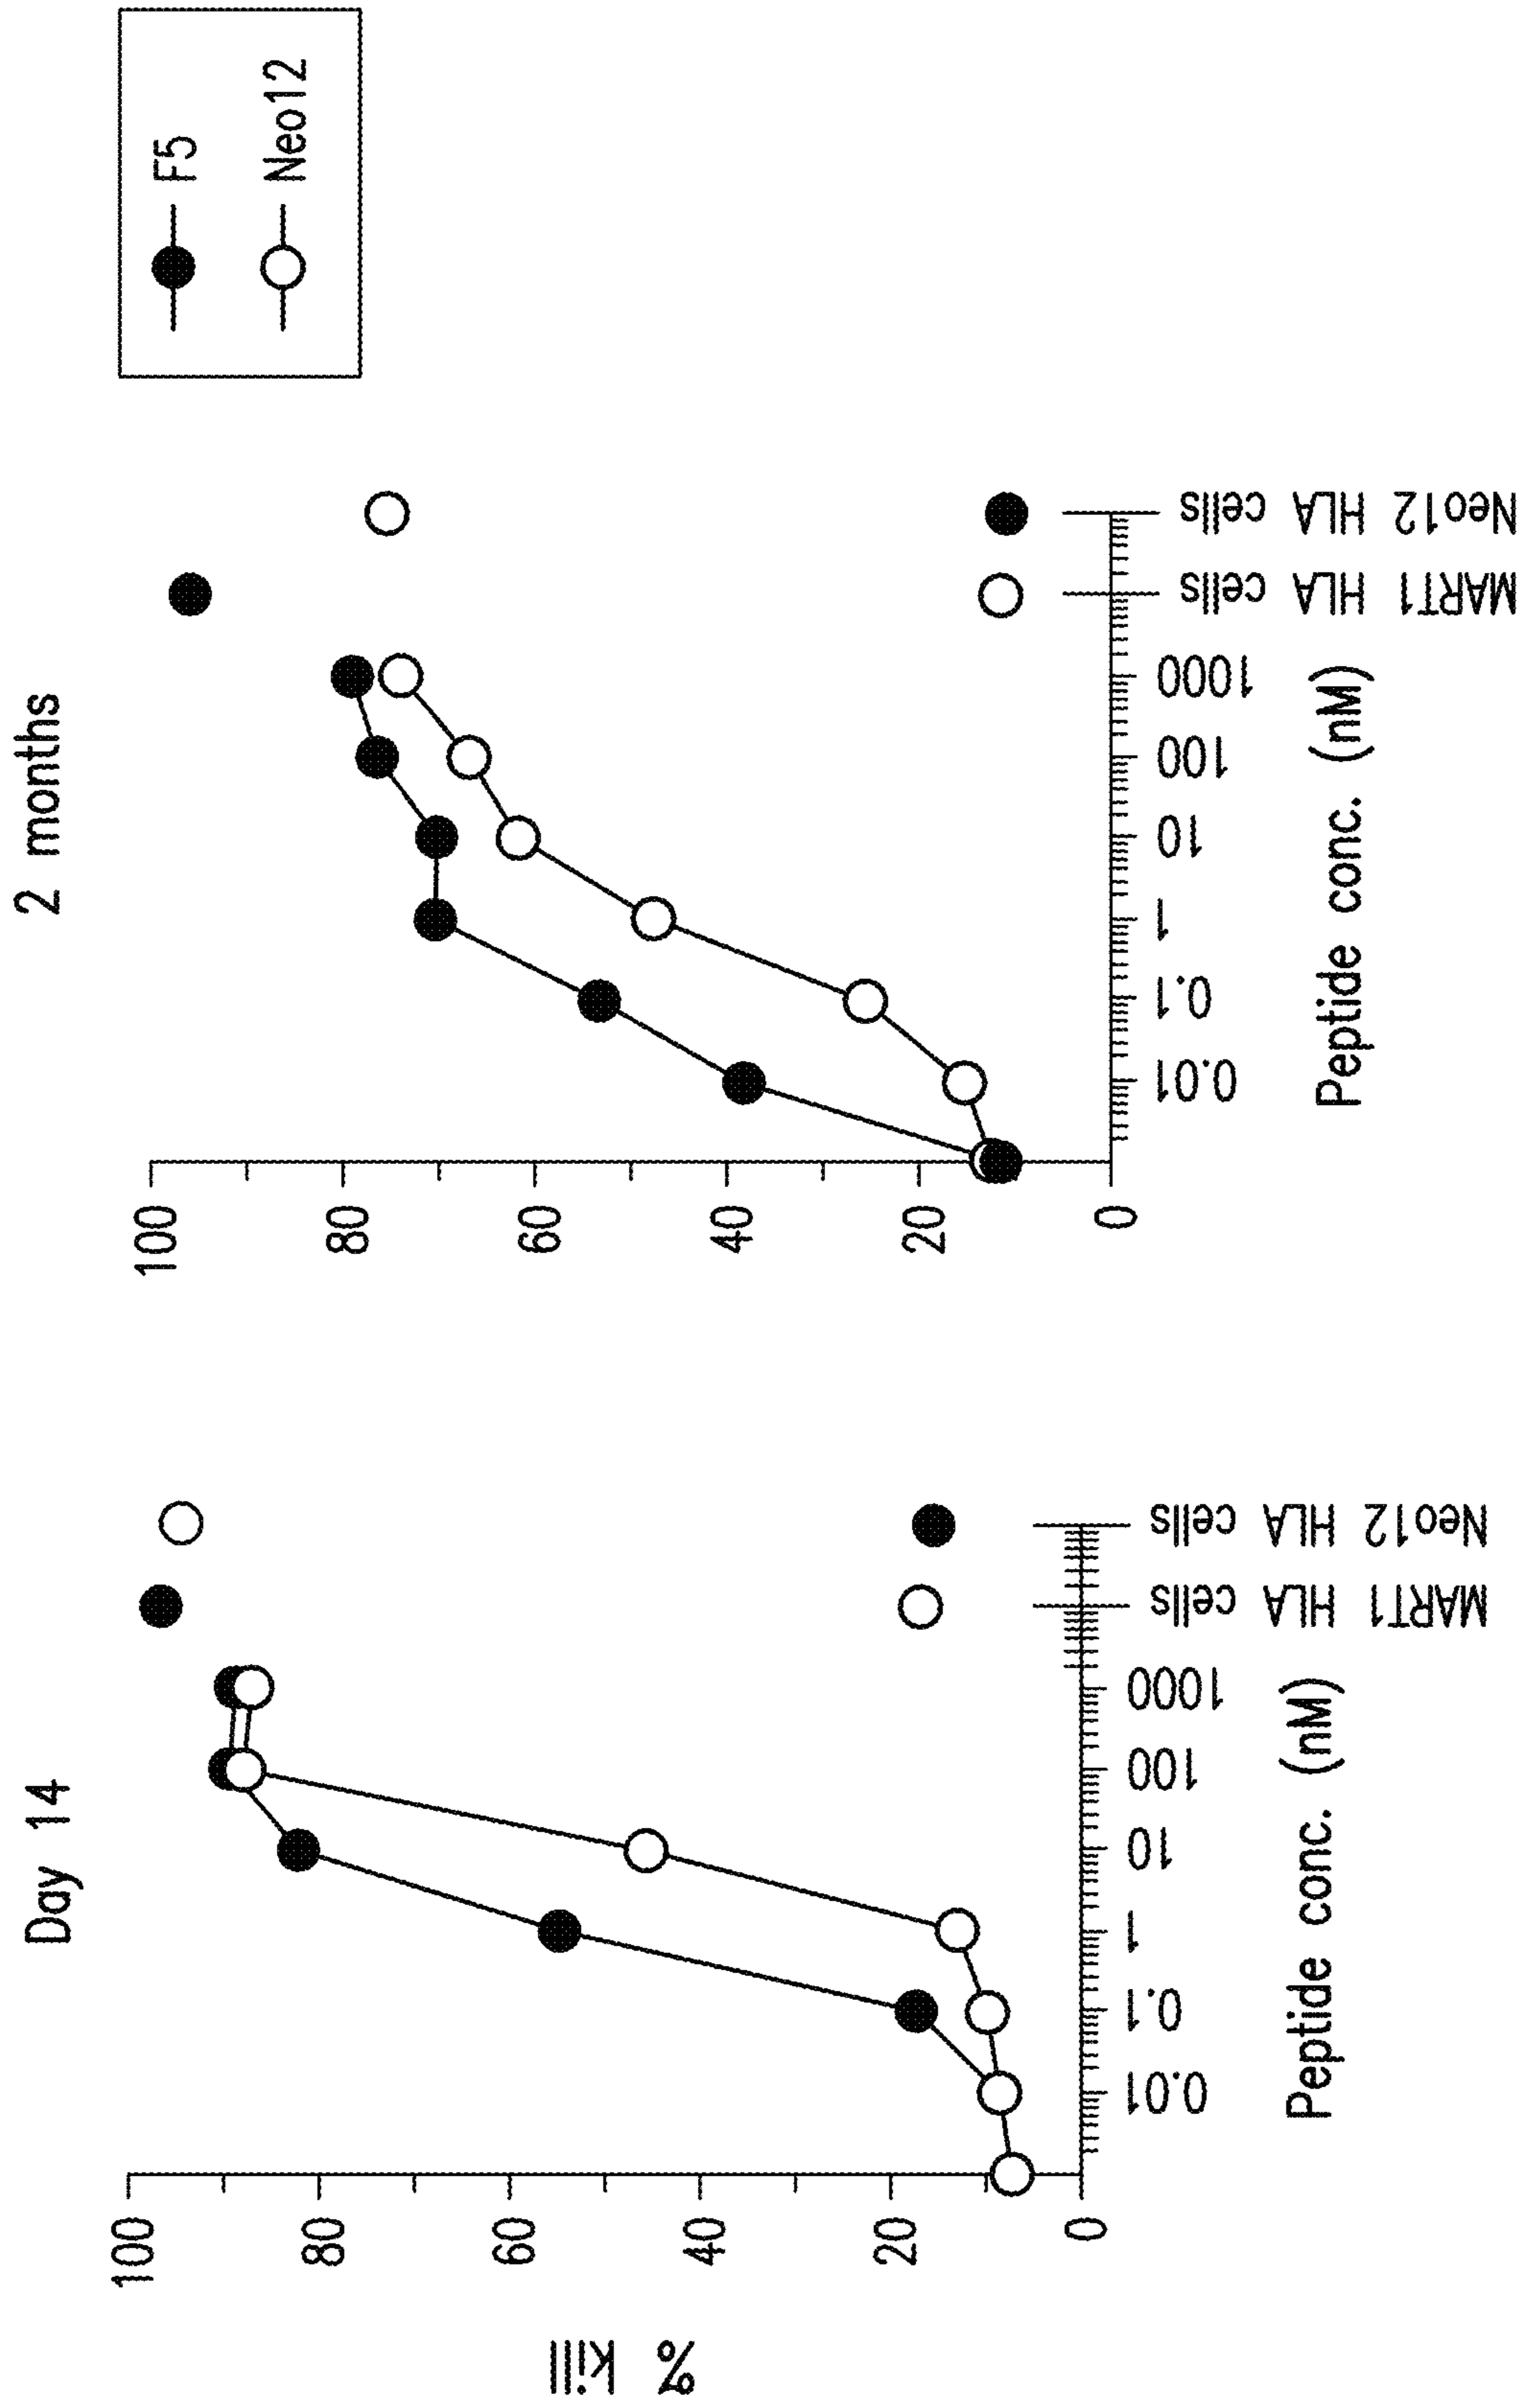 Day 14
% kill
100
80
60
40
20
0
0.01
0.1
1
10
100
1000
MART1 HLA cells
Neo12 HLA cells
Peptide conc. (nM)
2 months
100
80
60
40
20
0
0.01
0.1
1
10
100
1000
MART1 HLA cells
Neo12 HLA cells
Peptide conc. (nM)
F5
Neo12